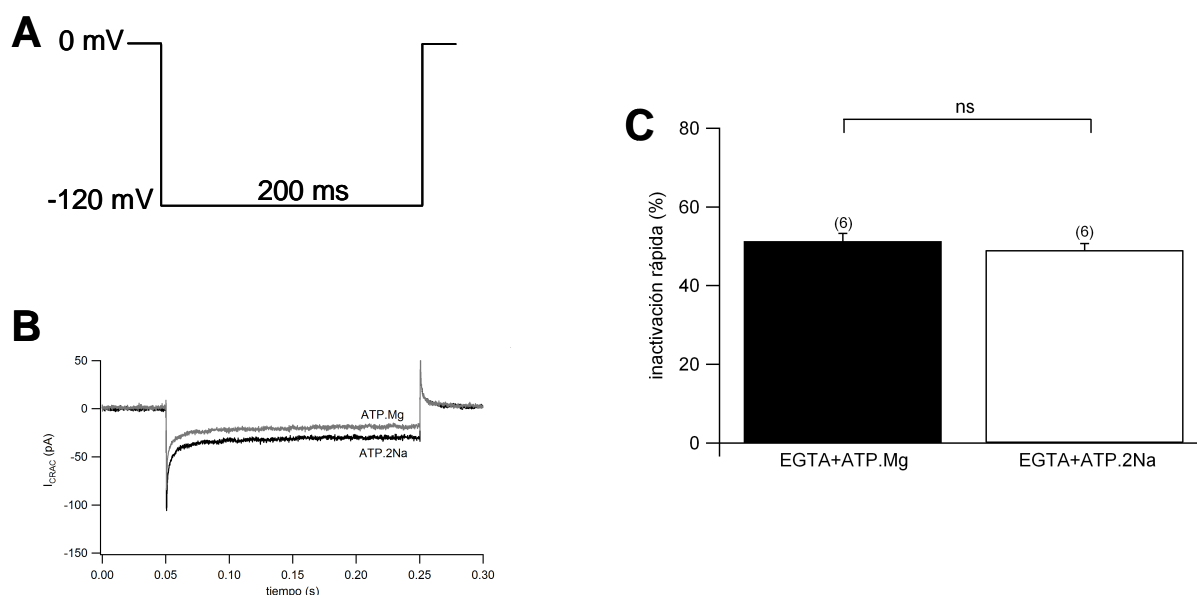 A
0 mV
-120 mV
200 ms
B
50
0
-50
-100
-150
I CRAC (pA)
ATP.Mg
ATP.2Na
0.00 0.05 0.10 0.15 0.20 0.25 0.30
tiempo (s)
C
ns
80
60
40
20
0
inactivación rápida (%)
(6)
(6)
EGTA+ATP.Mg EGTA+ATP.2Na